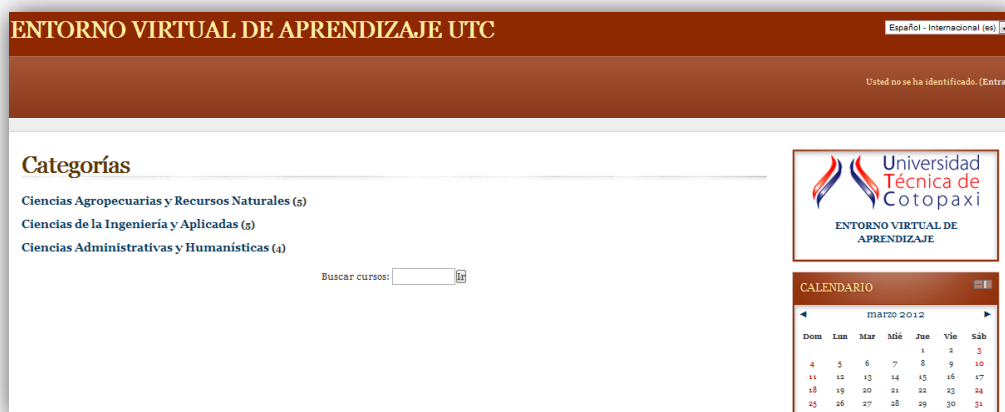 ENTORNO VIRTUAL DE APRENDIZAJE UTC
Español - Internacional (es)
Usted no se ha identificado. (Entra
Categorías
Ciencias Agropecuarias y Recursos Naturales (5)
Ciencias de la Ingeniería y Aplicadas (5)
Ciencias Administrativas y Humanísticas (4)
Buscar cursos: Ir
Universidad
Técnica de
Cotopaxi
ENTORNO VIRTUAL DE
APRENDIZAJE
CALENDARIO
◄ marzo 2012 ►
Dom Lun Mar Mié Jue Vie Sáb
1 2 3
4 5 6 7 8 9 10
11 12 13 14 15 16 17
18 19 20 21 22 23 24
25 26 27 28 29 30 31